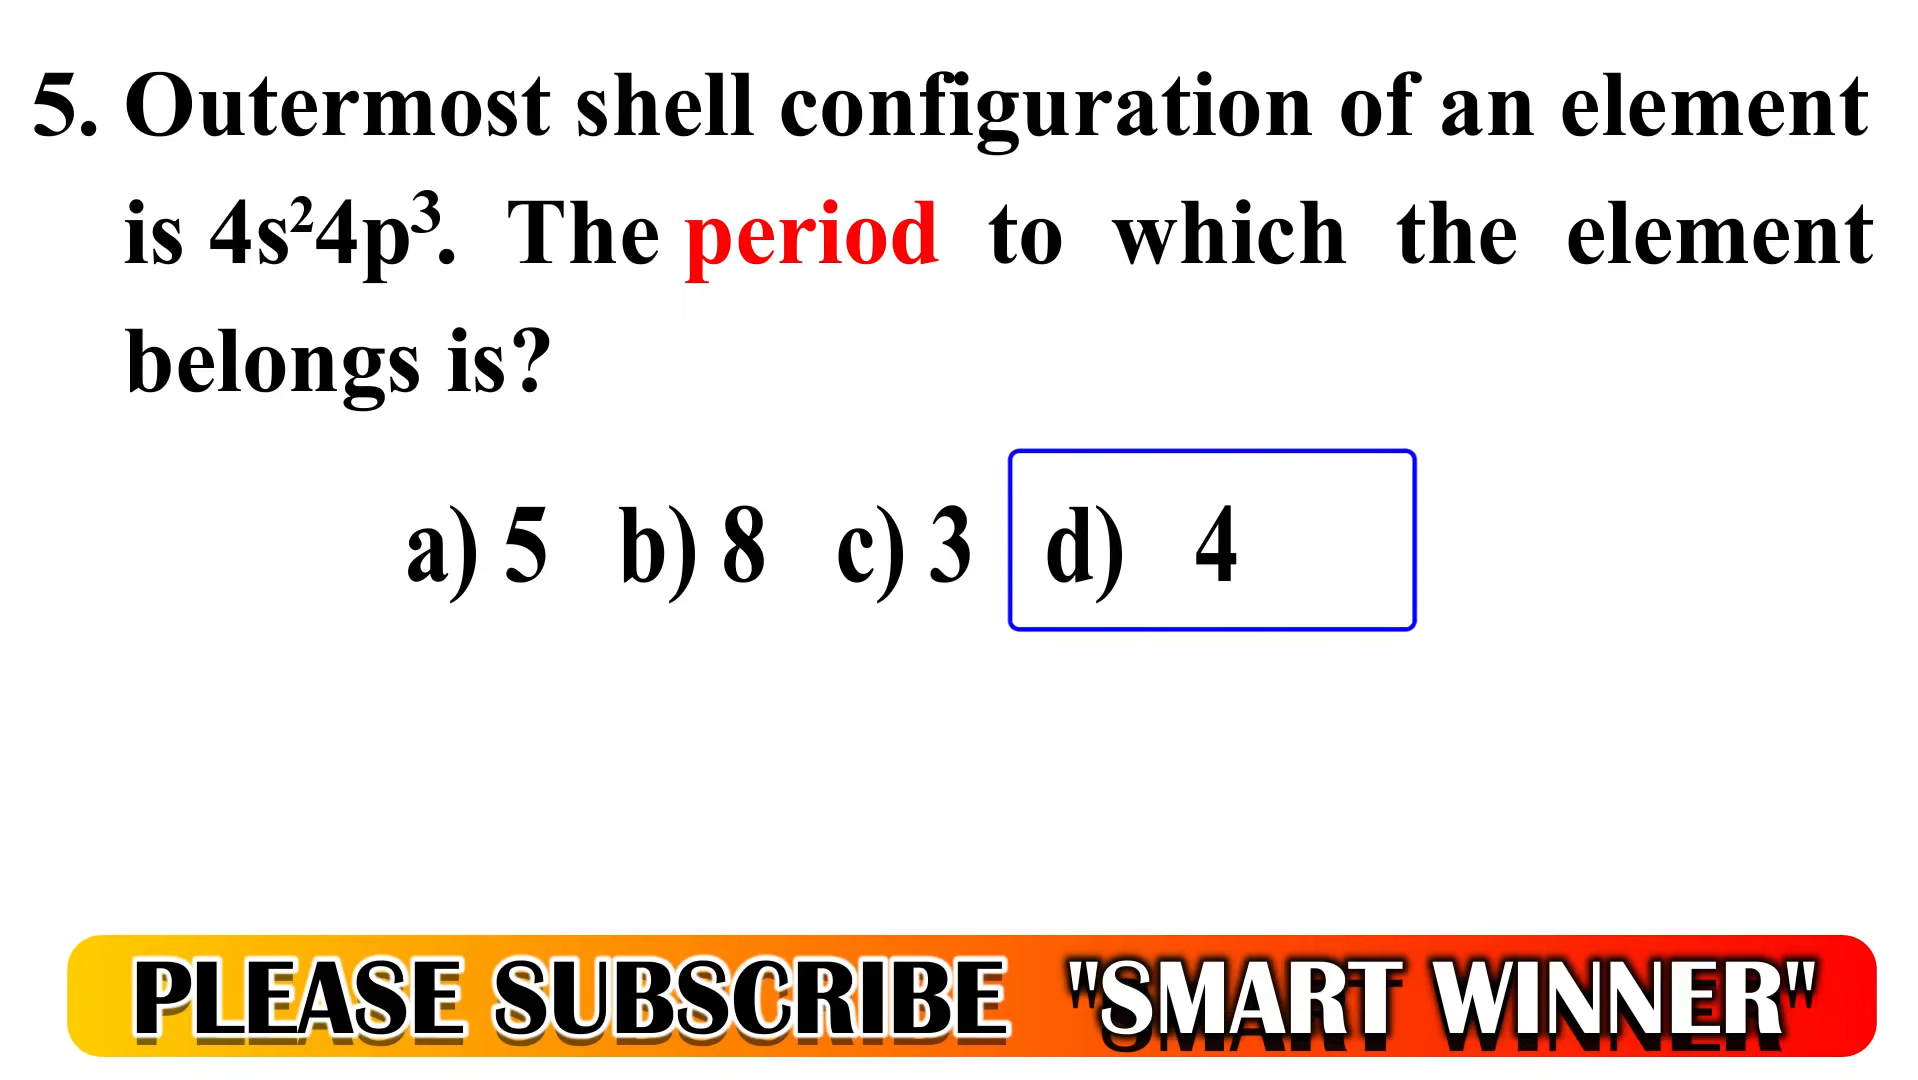 5. Outermost shell configuration of an element
is 4s²4p³. The period to which the element
belongs is?
a) 5 b) 8 c) 3 d) 4
PLEASE SUBSCRIBE "SMART WINNER"